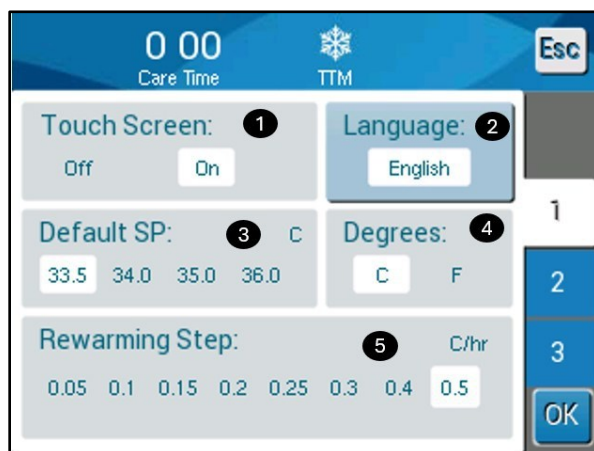 0 00
Care Time
TTM
Esc
Touch Screen: 1
Off On
Language: 2
English
Default SP: 3 C
33.5 34.0 35.0 36.0
Degrees: 4
C F
Rewarming Step: 5 C/hr
0.05 0.1 0.15 0.2 0.25 0.3 0.4 0.5
1
2
3
OK